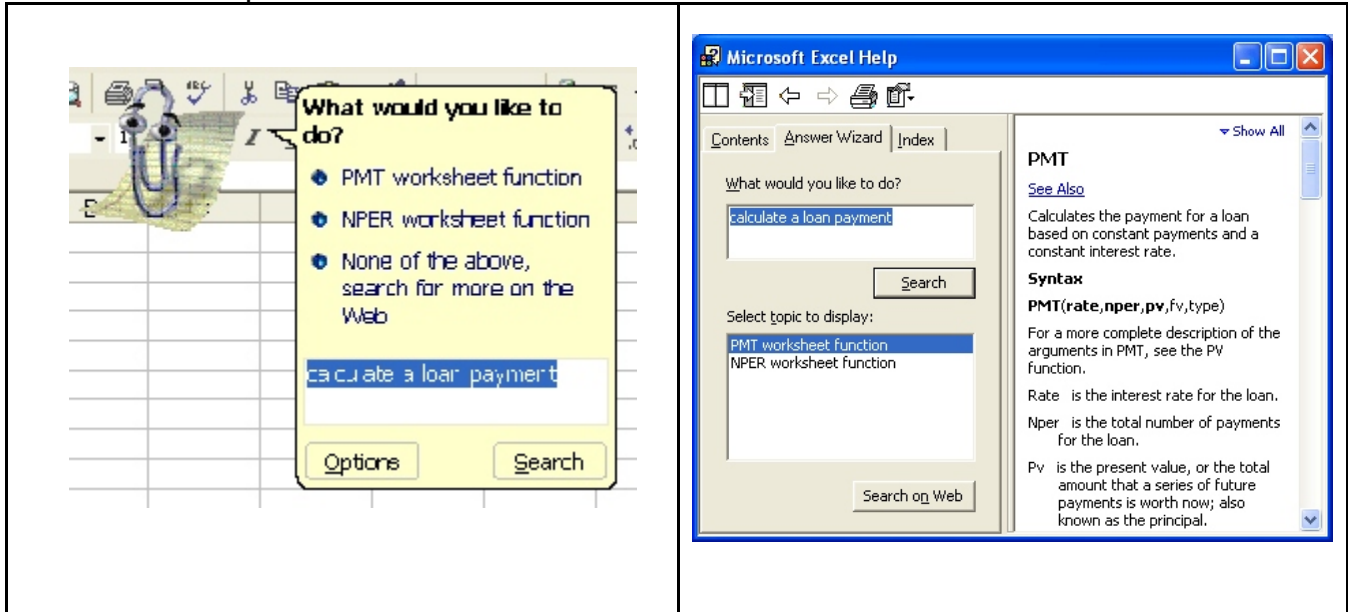 What would you like to
do?
PMT worksheet function
NPER worksheet function
None of the above,
search for more on the
Web
calculate a loan payment
Options
Search
Microsoft Excel Help
Contents
Answer Wizard
Index
What would you like to do?
calculate a loan payment
Search
Select topic to display:
PMT worksheet function
NPER worksheet function
Search on Web
Show All
PMT
See Also
Calculates the payment for a loan
based on constant payments and a
constant interest rate.
Syntax
PMT(rate,nper,pv,fv,type)
For a more complete description of the
arguments in PMT, see the PV
function.
Rate is the interest rate for the loan.
Nper is the total number of payments
for the loan.
Pv is the present value, or the total
amount that a series of future
payments is worth now; also
known as the principal.